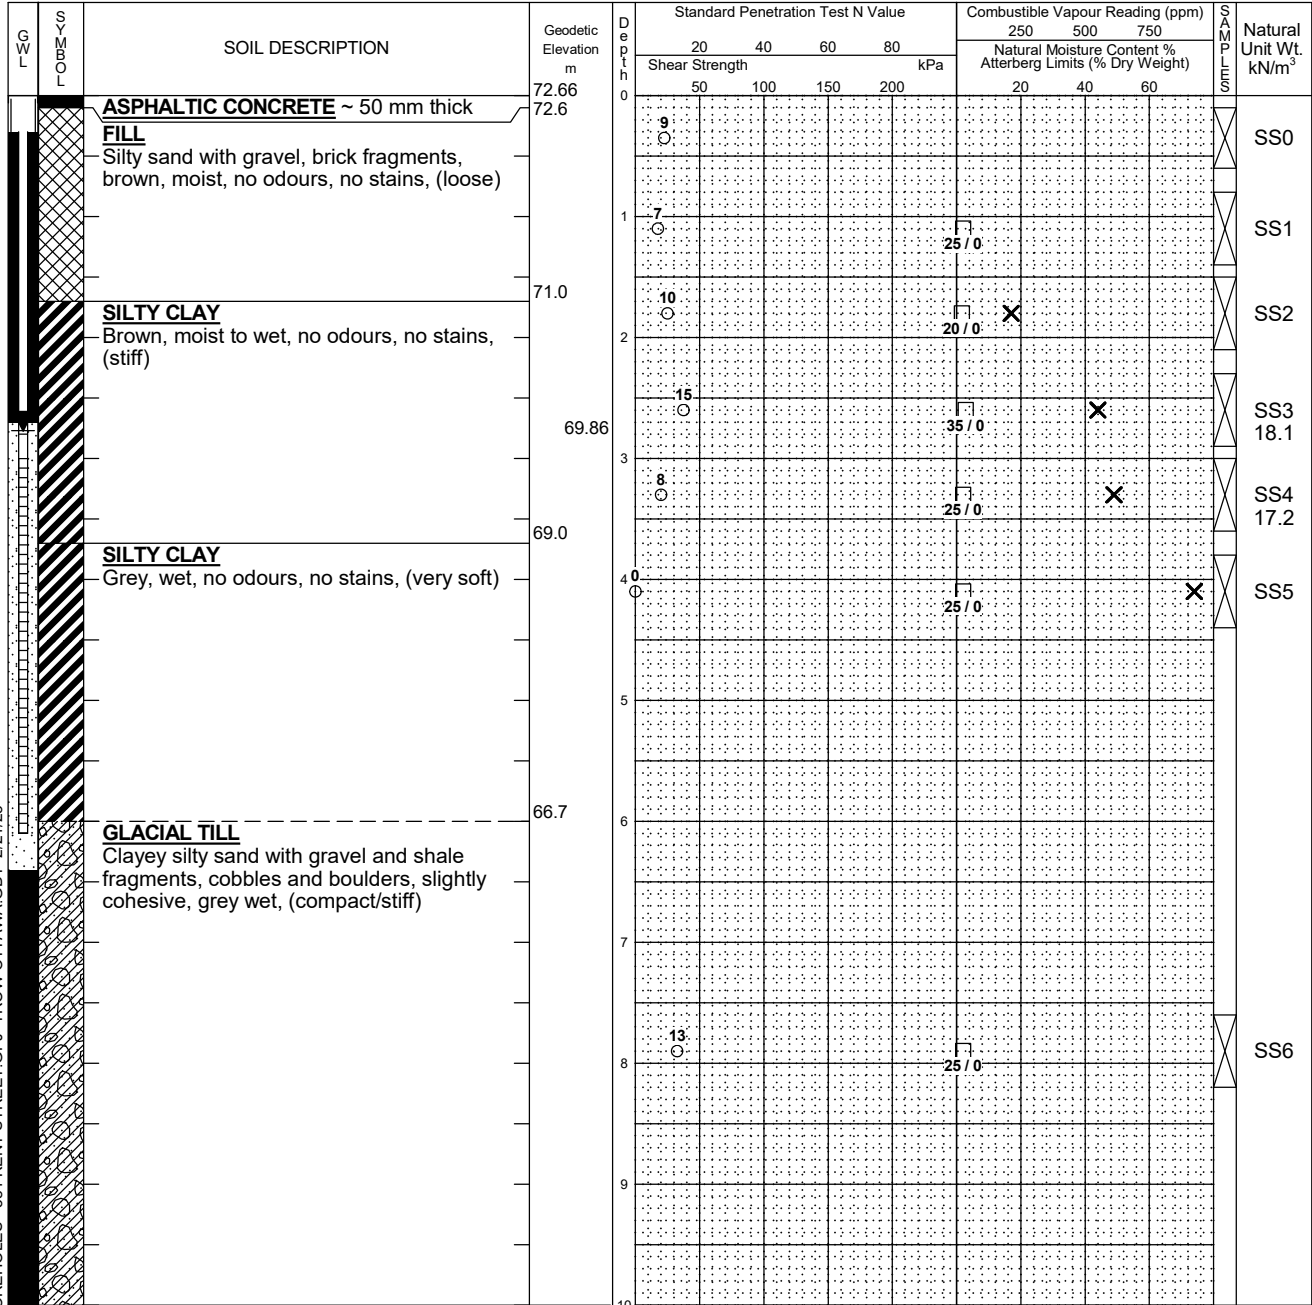 GWL
SYMBOL
SOIL DESCRIPTION
Geodetic
Elevation
m
Depth
Standard Penetration Test N Value
20 40 60 80
Shear Strength kPa
50 100 150 200
Combustible Vapour Reading (ppm)
250 500 750
Natural Moisture Content %
Atterberg Limits (% Dry Weight)
20 40 60
SAMPLES
Natural
Unit Wt.
kN/m³
72.66
0
ASPHALTIC CONCRETE ~ 50 mm thick
72.6
FILL
Silty sand with gravel, brick fragments,
brown, moist, no odours, no stains, (loose)
9
SS0
1
7
25 / 0
SS1
71.0
SILTY CLAY
Brown, moist to wet, no odours, no stains,
(stiff)
10
20 / 0
SS2
2
15
35 / 0
SS3
18.1
69.86
3
8
25 / 0
SS4
17.2
69.0
SILTY CLAY
Grey, wet, no odours, no stains, (very soft)
0
4
25 / 0
SS5
5
66.7
6
GLACIAL TILL
Clayey silty sand with gravel and shale
fragments, cobbles and boulders, slightly
cohesive, grey wet, (compact/stiff)
7
13
25 / 0
SS6
8
9
10